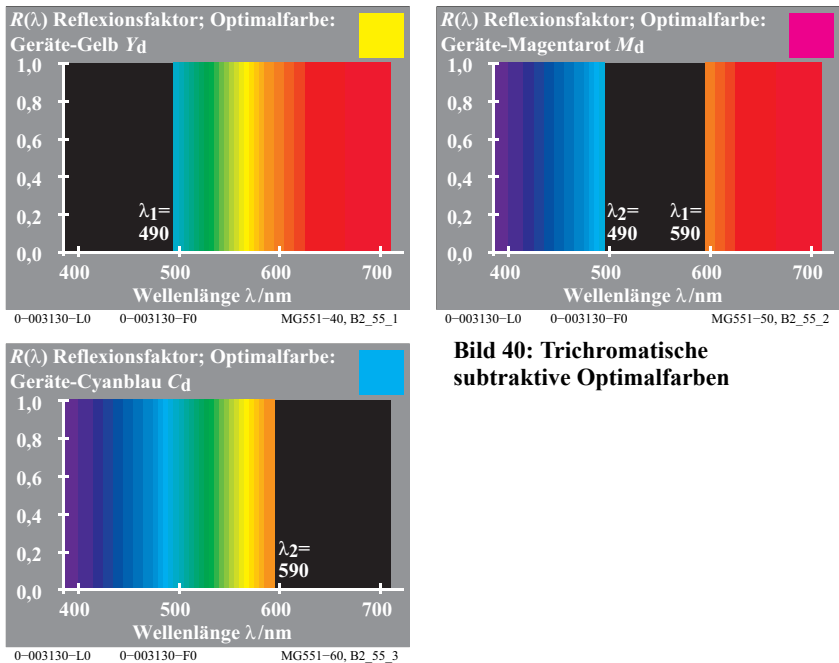 R(λ) Reflexionsfaktor; Optimalfarbe:
Geräte-Gelb Yd
1,0
0,8
0,6
0,4
0,2
0,0
λ1=
490
400 500 600 700
Wellenlänge λ/nm
0−003130−L0 0−003130−F0 MG551−40, B2_55_1
R(λ) Reflexionsfaktor; Optimalfarbe:
Geräte-Magentarot Md
1,0
0,8
0,6
0,4
0,2
0,0
λ2= λ1=
490 590
400 500 600 700
Wellenlänge λ/nm
0−003130−L0 0−003130−F0 MG551−50, B2_55_2
R(λ) Reflexionsfaktor; Optimalfarbe:
Geräte-Cyanblau Cd
1,0
0,8
0,6
0,4
0,2
0,0
λ2=
590
400 500 600 700
Wellenlänge λ/nm
0−003130−L0 0−003130−F0 MG551−60, B2_55_3
Bild 40: Trichromatische
subtraktive Optimalfarben